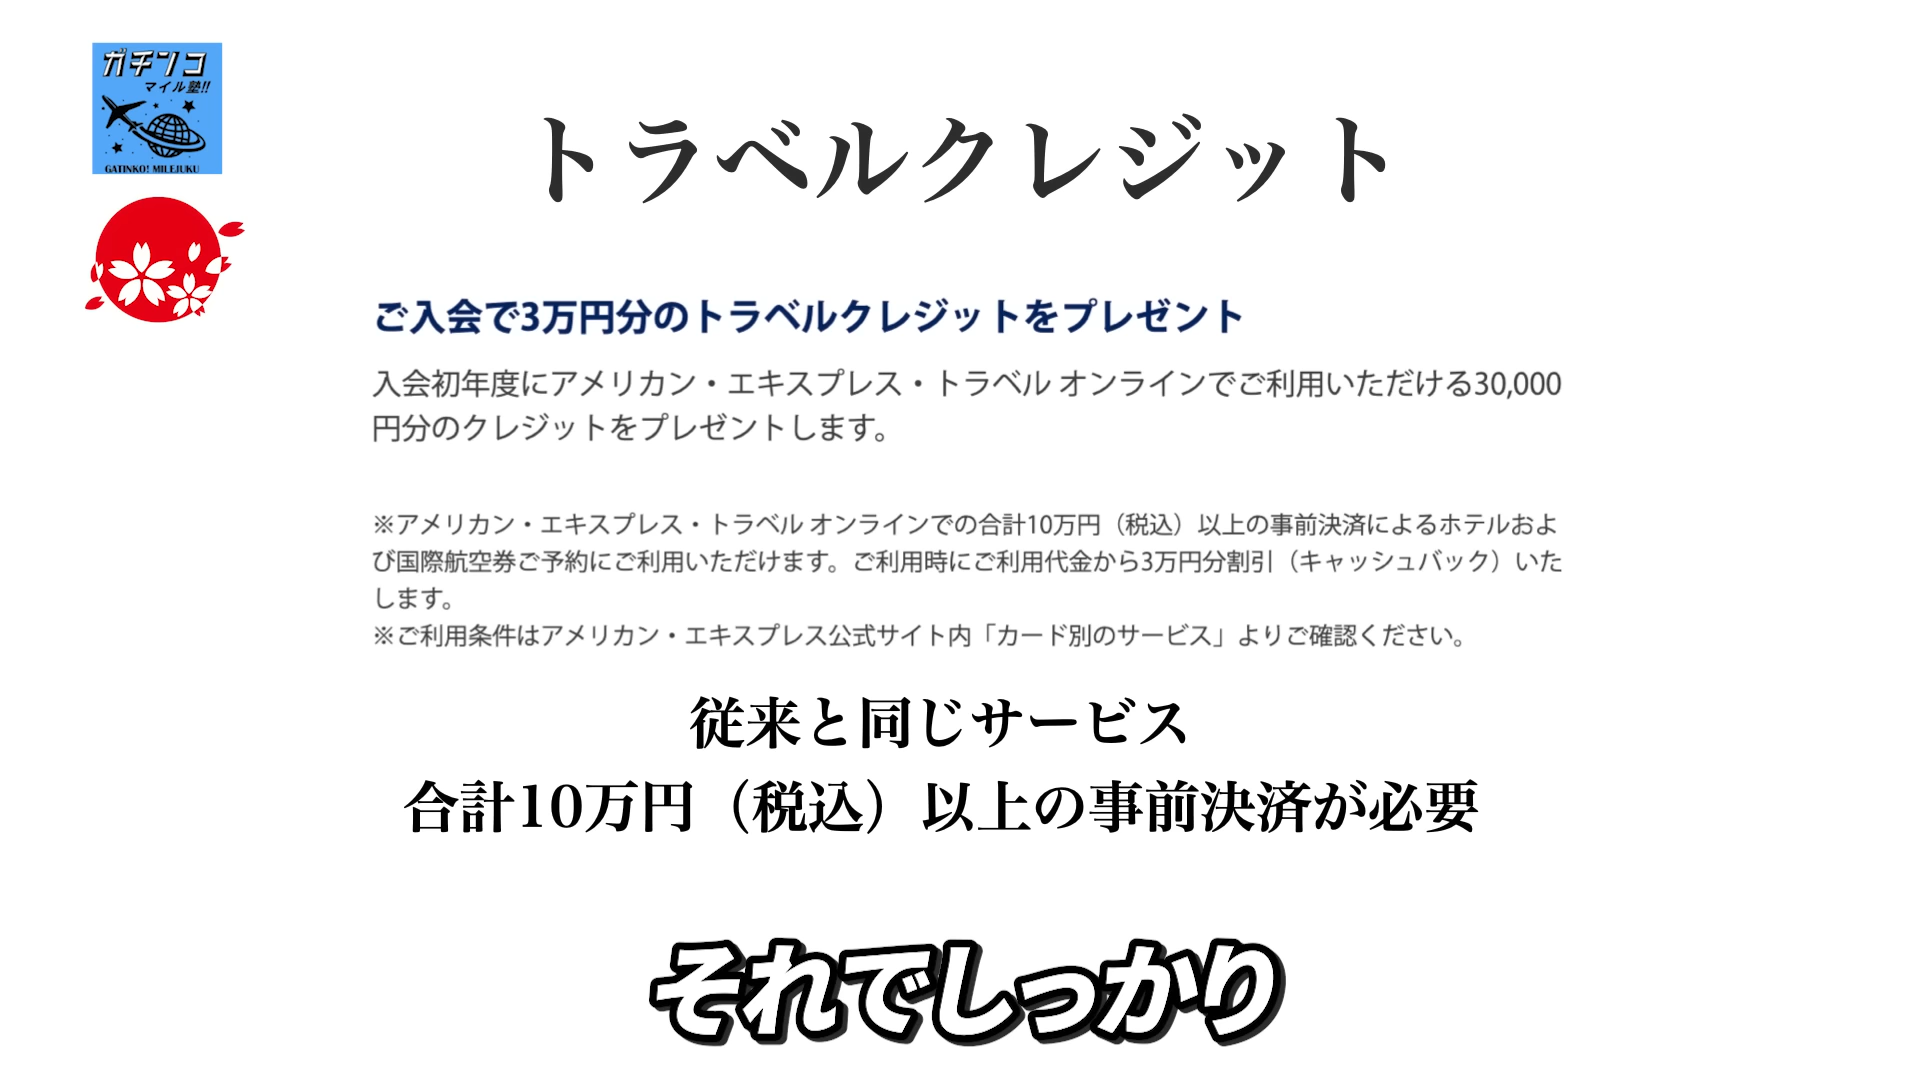 ガチンコ
マイル塾!!
GATINKO! MILEJUKU
トラベルクレジット
ご入会で3万円分のトラベルクレジットをプレゼント
入会初年度にアメリカン・エキスプレス・トラベル オンラインでご利用いただける30,000
円分のクレジットをプレゼントします。
※アメリカン・エキスプレス・トラベル オンラインでの合計10万円（税込）以上の事前決済によるホテルおよ
び国際航空券ご予約にご利用いただけます。ご利用時にご利用代金から3万円分割引（キャッシュバック）いた
します。
※ご利用条件はアメリカン・エキスプレス公式サイト内「カード別のサービス」よりご確認ください。
従来と同じサービス
合計10万円（税込）以上の事前決済が必要
それでしっかり